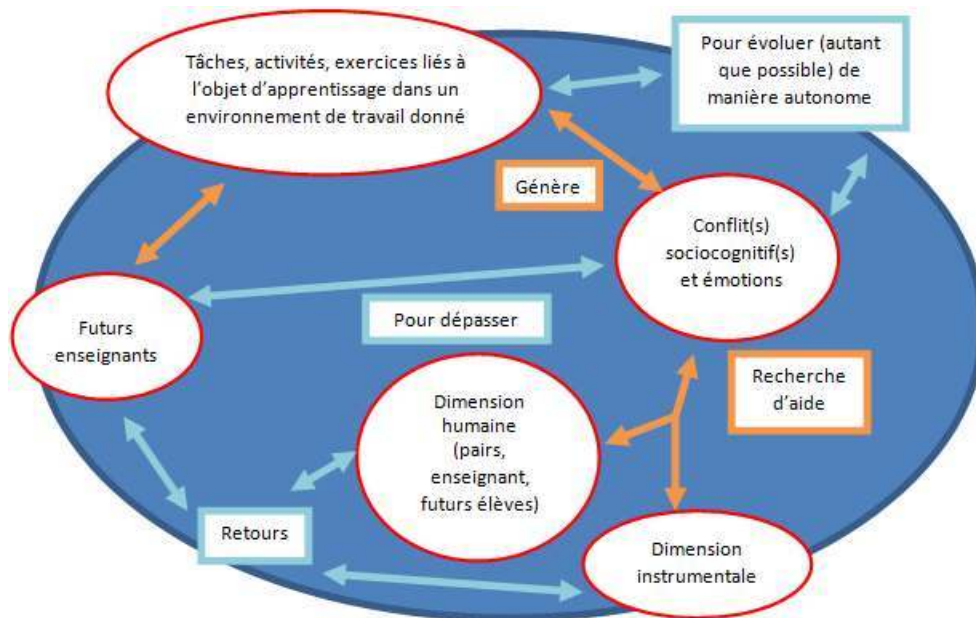 Tâches, activités, exercices liés à
l'objet d'apprentissage dans un
environnement de travail donné
Pour évoluer (autant
que possible) de
manière autonome
Génère
Conflit(s)
sociocognitif(s)
et émotions
Futurs
enseignants
Pour dépasser
Recherche
d'aide
Dimension
humaine
(pairs,
enseignant,
futurs élèves)
Retours
Dimension
instrumentale